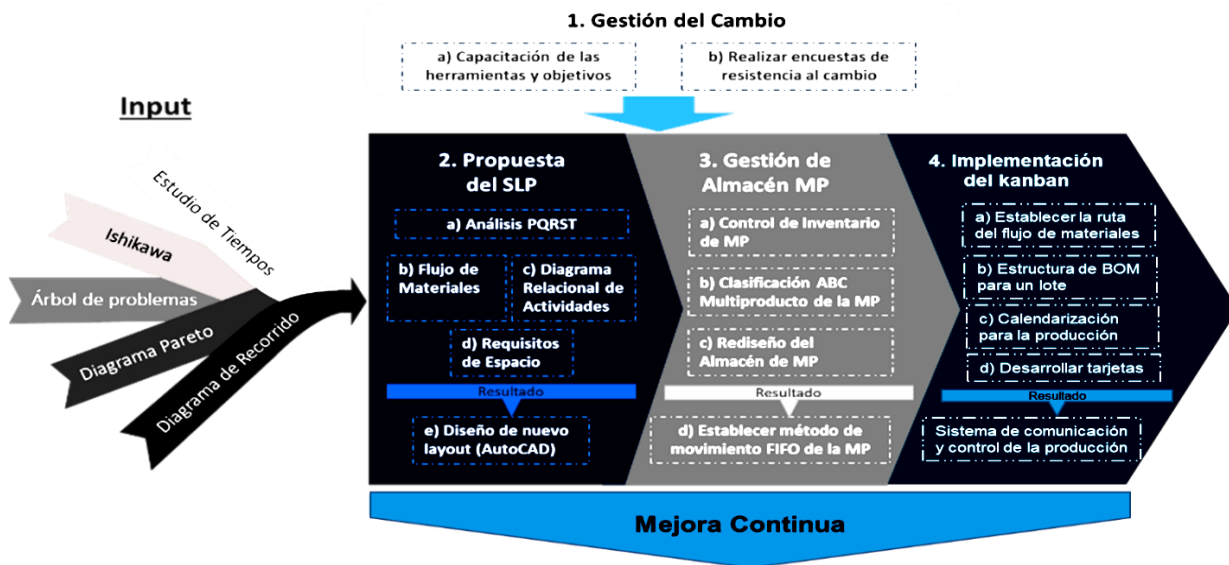 1. Gestión del Cambio
a) Capacitación de las
herramientas y objetivos
b) Realizar encuestas de
resistencia al cambio
Input
Estudio de Tiempos
Ishikawa
Árbol de problemas
Diagrama Pareto
Diagrama de Recorrido
2. Propuesta
del SLP
a) Análisis PQRST
b) Flujo de
Materiales
c) Diagrama
Relacional de
Actividades
d) Requisitos
de Espacio
Resultado
e) Diseño de nuevo
layout (AutoCAD)
3. Gestión de
Almacén MP
a) Control de Inventario
de MP
b) Clasificación ABC
Multiproducto de la MP
c) Rediseño del
Almacén de MP
Resultado
d) Establecer método de
movimiento FIFO de la MP
4. Implementación
del kanban
a) Establecer la ruta
del flujo de materiales
b) Estructura de BOM
para un lote
c) Calendarización
para la producción
d) Desarrollar tarjetas
Resultado
Sistema de comunicación
y control de la producción
Mejora Continua